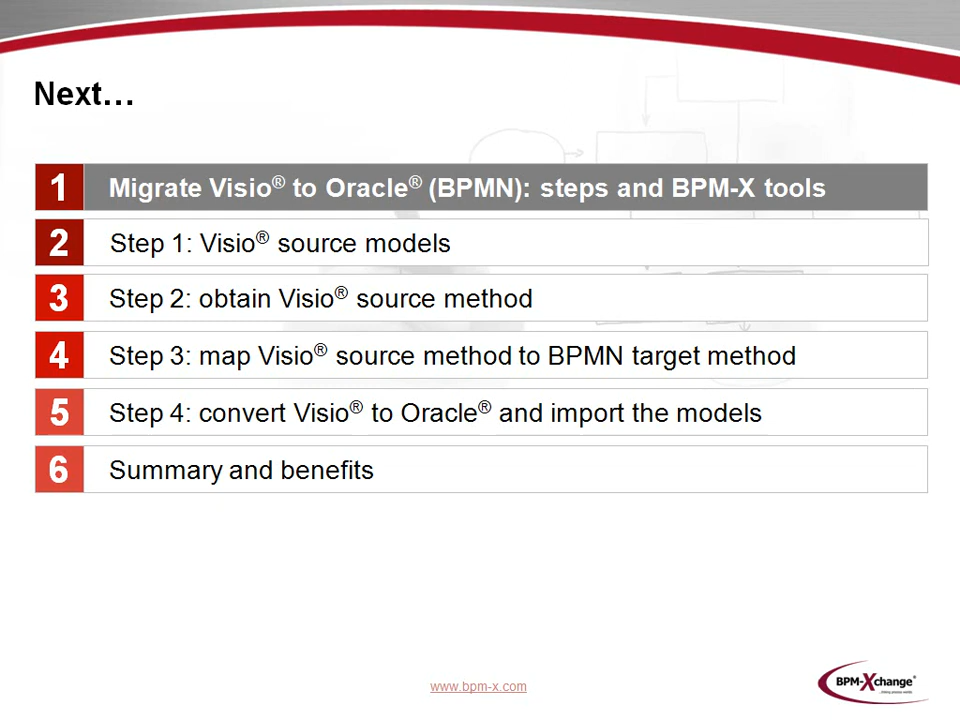 Next...
1 Migrate Visio® to Oracle® (BPMN): steps and BPM-X tools
2 Step 1: Visio® source models
3 Step 2: obtain Visio® source method
4 Step 3: map Visio® source method to BPMN target method
5 Step 4: convert Visio® to Oracle® and import the models
6 Summary and benefits
www.bpm-x.com
BPM-Xchange®